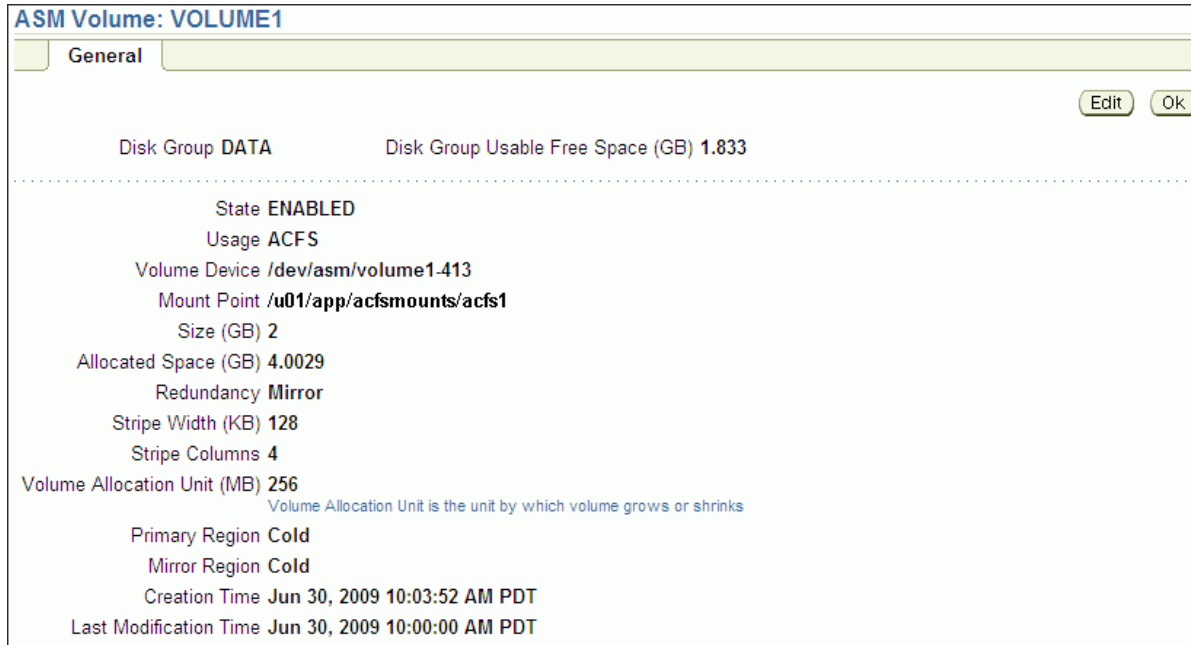 ASM Volume: VOLUME1
General
Edit Ok
Disk Group DATA Disk Group Usable Free Space (GB) 1.833
State ENABLED
Usage ACFS
Volume Device /dev/asm/volume1-413
Mount Point /u01/app/acfsmounts/acfs1
Size (GB) 2
Allocated Space (GB) 4.0029
Redundancy Mirror
Stripe Width (KB) 128
Stripe Columns 4
Volume Allocation Unit (MB) 256
Volume Allocation Unit is the unit by which volume grows or shrinks
Primary Region Cold
Mirror Region Cold
Creation Time Jun 30, 2009 10:03:52 AM PDT
Last Modification Time Jun 30, 2009 10:00:00 AM PDT